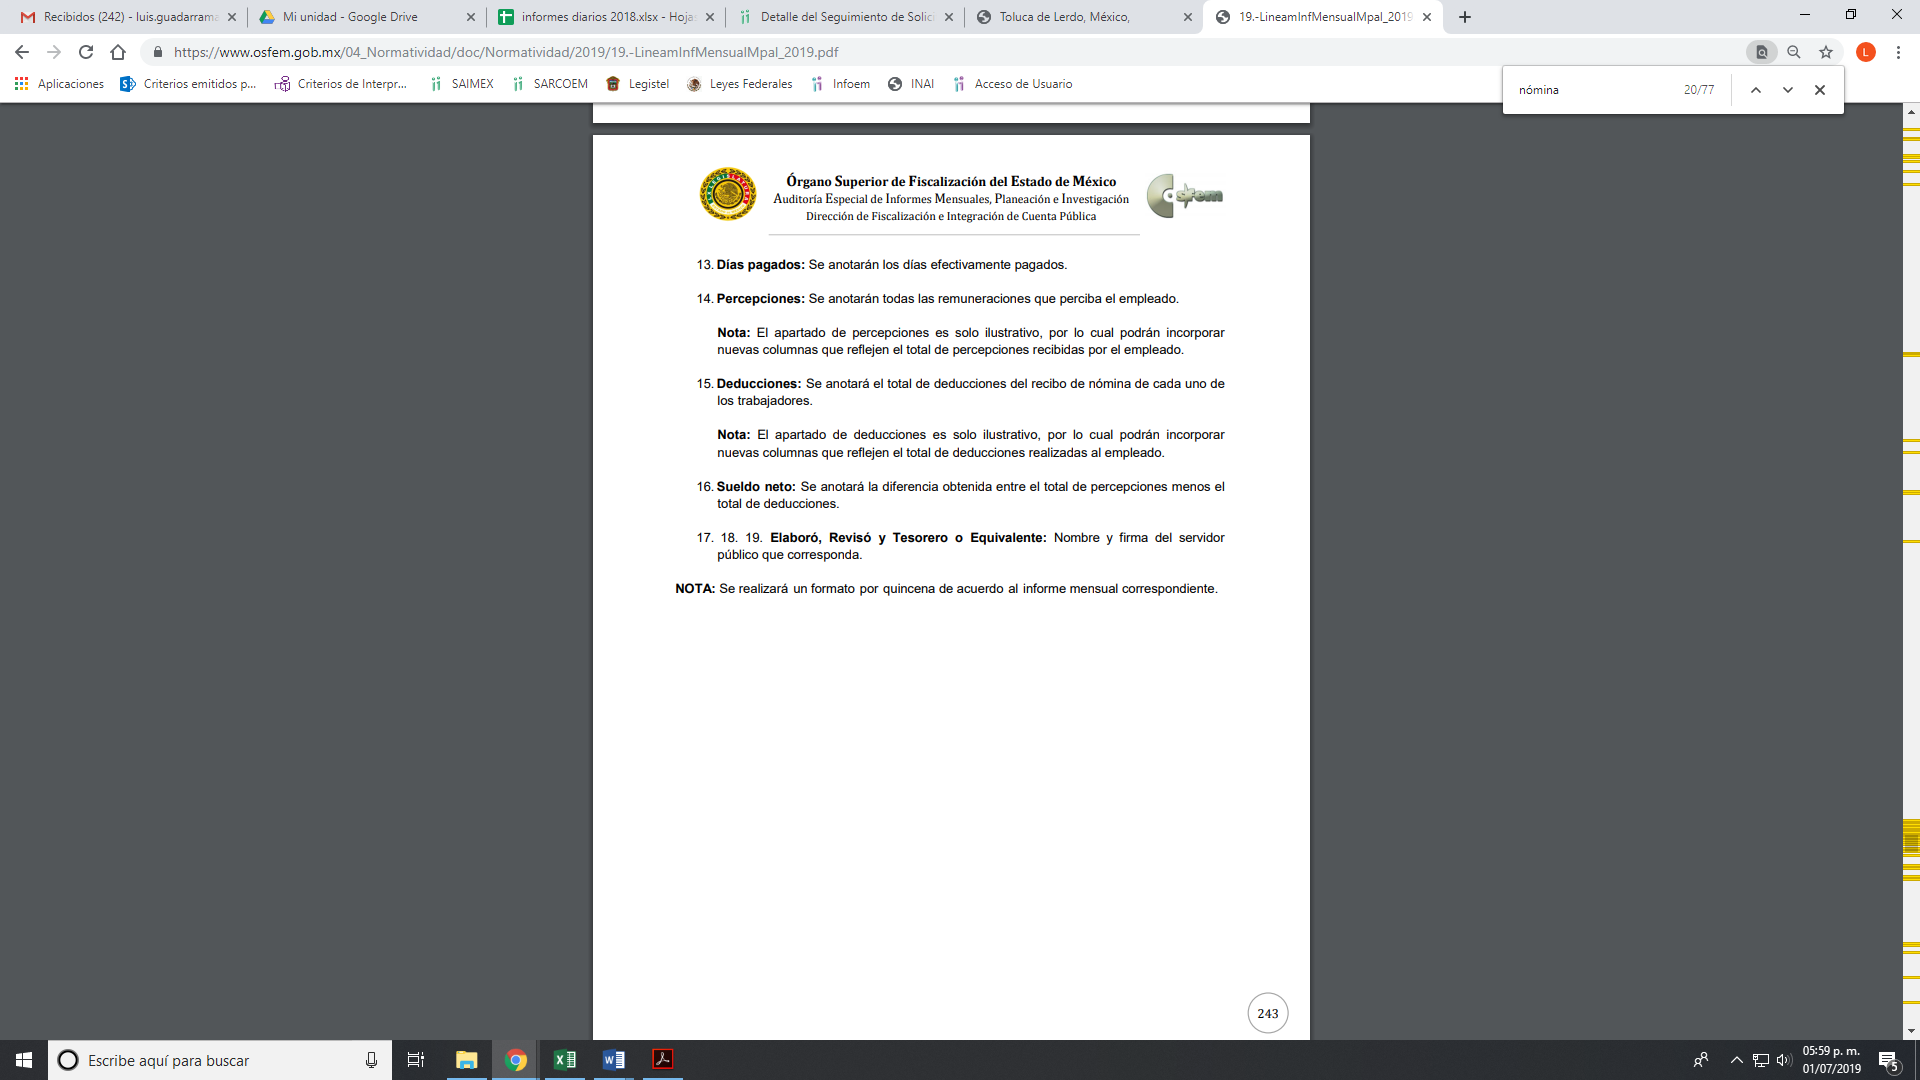 Recibidos (242) - luis.guadarrama
Mi unidad - Google Drive
informes diarios 2018.xlsx - Hoja
Detalle del Seguimiento de Solici
Toluca de Lerdo, México,
19.-LineamInfMensualMpal_2019
https://www.osfem.gob.mx/04_Normatividad/doc/Normatividad/2019/19.-LineamInfMensualMpal_2019.pdf
L
Aplicaciones
Criterios emitidos p...
Criterios de Interpr...
SAIMEX
SARCOEM
Legistel
Leyes Federales
Infoem
INAI
Acceso de Usuario
nómina 20/77
Órgano Superior de Fiscalización del Estado de México
Auditoría Especial de Informes Mensuales, Planeación e Investigación
Dirección de Fiscalización e Integración de Cuenta Pública
osfem
13. Días pagados: Se anotarán los días efectivamente pagados.
14. Percepciones: Se anotarán todas las remuneraciones que perciba el empleado.
Nota: El apartado de percepciones es solo ilustrativo, por lo cual podrán incorporar
nuevas columnas que reflejen el total de percepciones recibidas por el empleado.
15. Deducciones: Se anotará el total de deducciones del recibo de nómina de cada uno de
los trabajadores.
Nota: El apartado de deducciones es solo ilustrativo, por lo cual podrán incorporar
nuevas columnas que reflejen el total de deducciones realizadas al empleado.
16. Sueldo neto: Se anotará la diferencia obtenida entre el total de percepciones menos el
total de deducciones.
17. 18. 19. Elaboró, Revisó y Tesorero o Equivalente: Nombre y firma del servidor
público que corresponda.
NOTA: Se realizará un formato por quincena de acuerdo al informe mensual correspondiente.
243
Escribe aquí para buscar
05:59 p. m.
01/07/2019
5